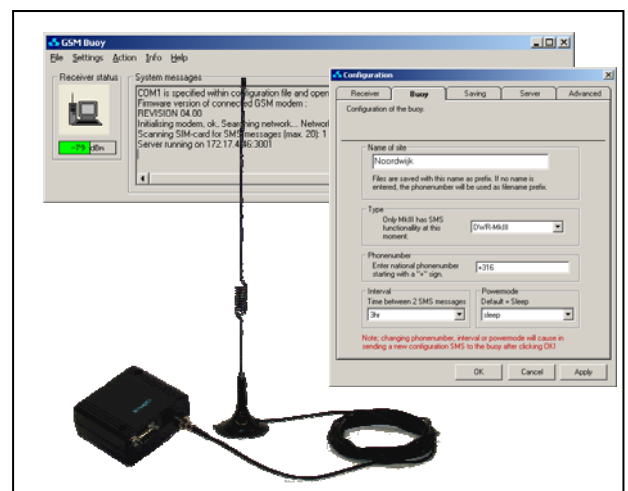 GSM Buoy
File Settings Action Info Help
Receiver status
-79 dBm
System messages
COM1 is specified within configuration file and open
Firmware version of connected GSM modem :
REVISION 04.00
Initialising modem, ok. Searching network... Network
Scanning SIM-card for SMS messages (max. 20): 1
Server running on 172.17.4.46:3001
Configuration
Receiver Buoy Saving Server Advanced
Configuration of the buoy.
Name of site
Noordwijk
Files are saved with this name as prefix. If no name is
entered, the phonenumber will be used as filename prefix.
Type
Only MkIII has SMS
functionality at this
moment.
DWR-MkIII
Phonenumber
Enter national phonenumber
starting with a "+" sign.
+316
Interval
Time between 2 SMS messages
3hr
Powermode
Default = Sleep
sleep
Note; changing phonenumber, interval or powermode will cause in
sending a new configuration SMS to the buoy after clicking OK!
OK Cancel Apply